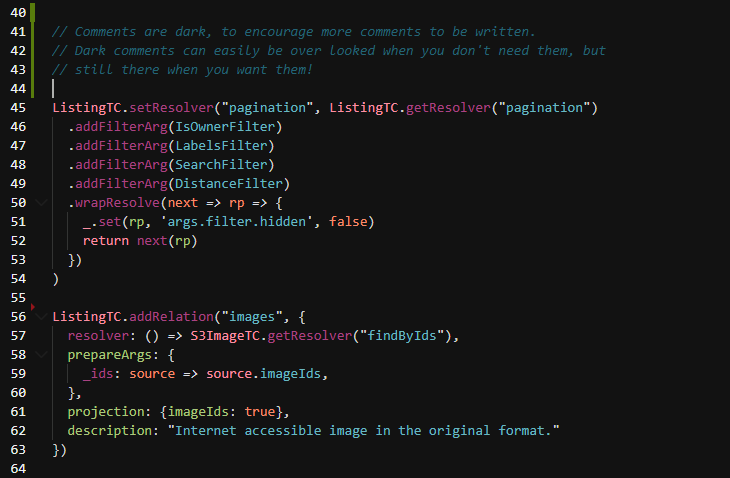 40
41 // Comments are dark, to encourage more comments to be written.
42 // Dark comments can easily be over looked when you don't need them, but
43 // still there when you want them!
44
45 ListingTC.setResolver("pagination", ListingTC.getResolver("pagination")
46   .addFilterArg(IsOwnerFilter)
47   .addFilterArg(LabelsFilter)
48   .addFilterArg(SearchFilter)
49   .addFilterArg(DistanceFilter)
50   .wrapResolve(next => rp => {
51     _.set(rp, 'args.filter.hidden', false)
52     return next(rp)
53   })
54 )
55
56 ListingTC.addRelation("images", {
57   resolver: () => S3ImageTC.getResolver("findByIds"),
58   prepareArgs: {
59     _ids: source => source.imageIds,
60   },
61   projection: {imageIds: true},
62   description: "Internet accessible image in the original format."
63 })
64